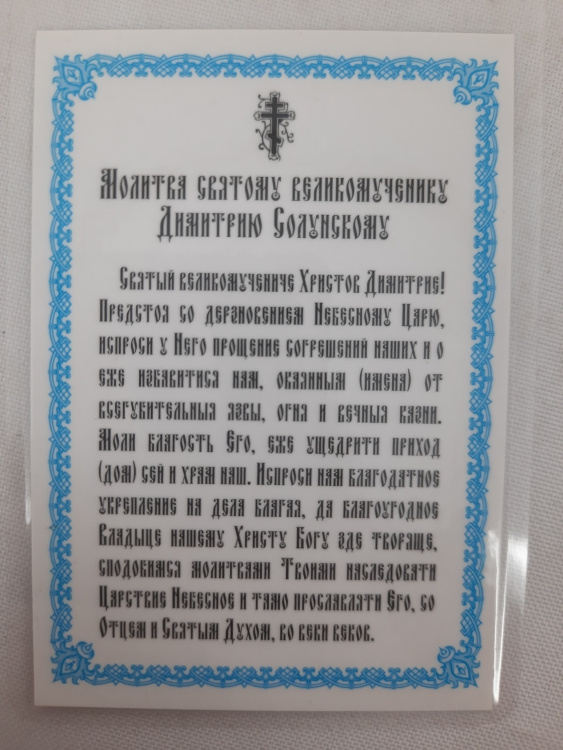 Молитва святому великомученику
Димитрию Солунскому
Святый великомучениче Христов Димитрие!
Предстоя со дерзновением Небесному Царю,
испроси у Него прощение согрешений наших и о
еже избавитися нам, окаянным (имена) от
всегубительныя язвы, огня и вечныя казни.
Моли благость Его, еже ущедрити приход
(дом) сей и храм наш. Испроси нам благодатное
укрепление на дела благая, да благоугодное
Владыце нашему Христу Богу зде творяще,
сподобимся молитвами Твоими наследовати
Царствие Небесное и тамо прославляти Его, со
Отцем и Святым Духом, во веки веков.